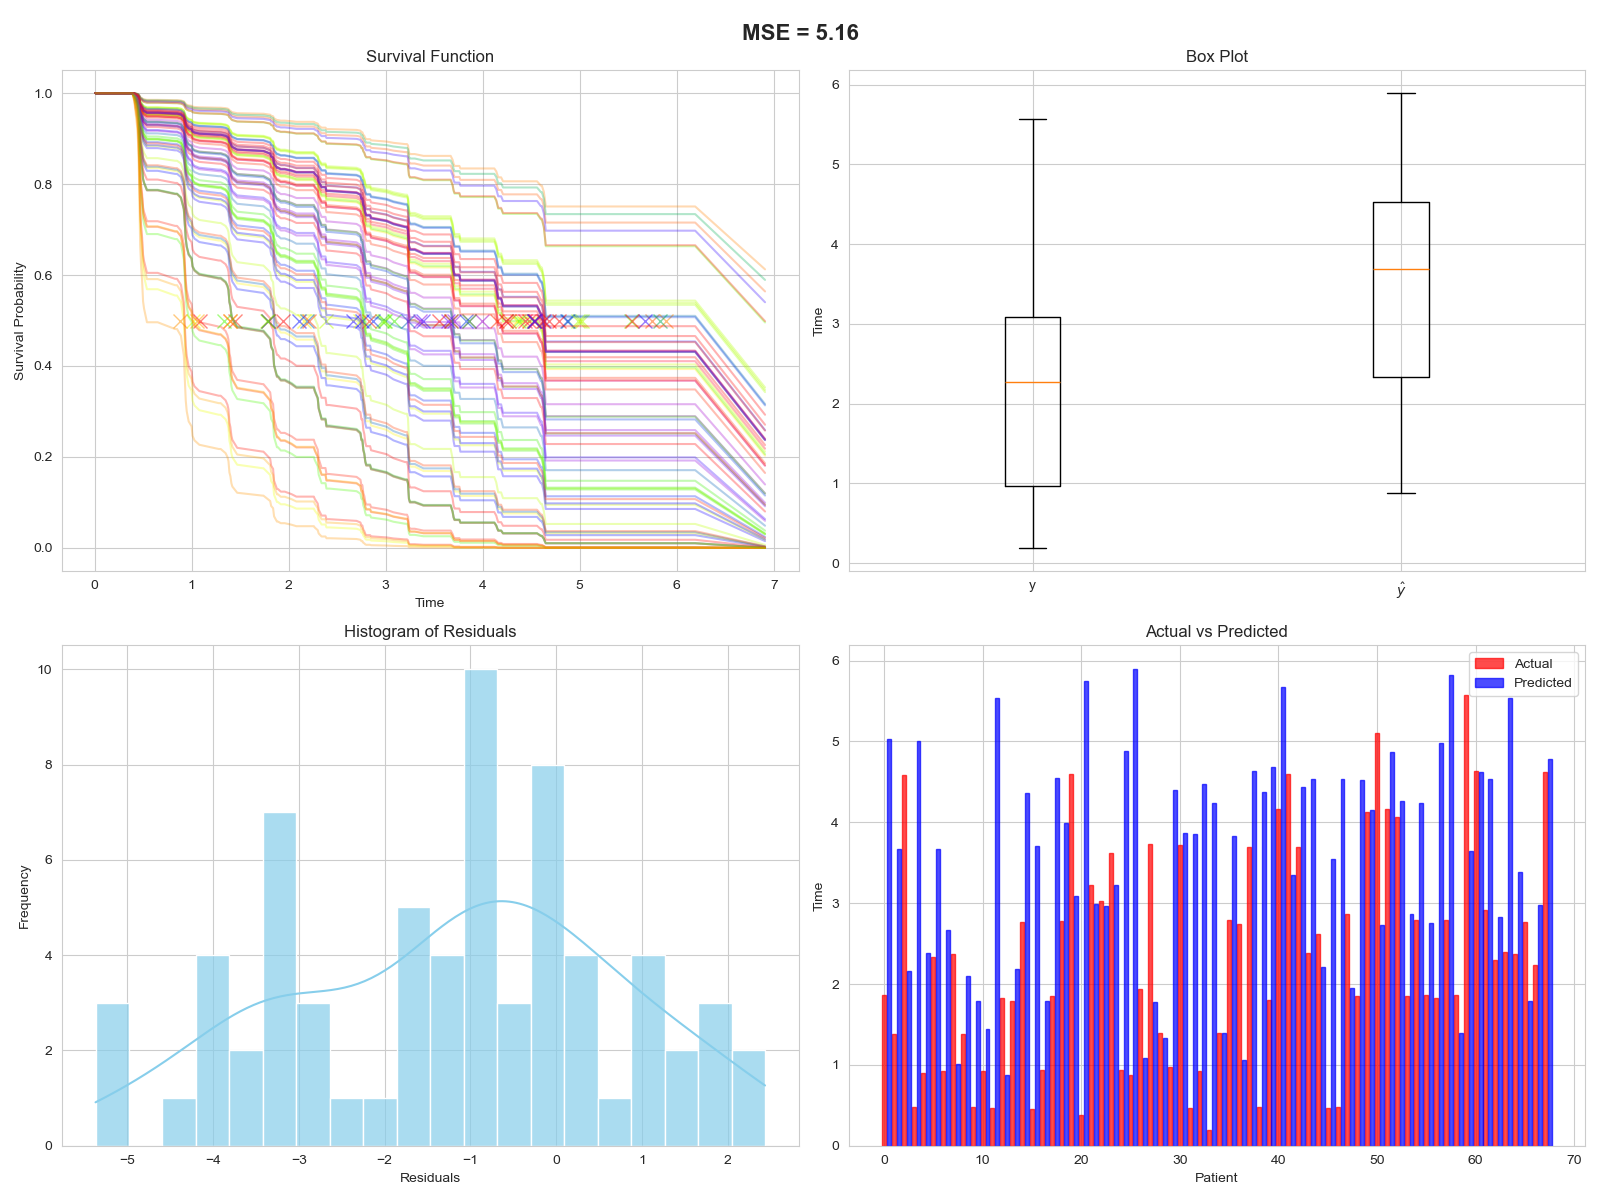 MSE = 5.16
Survival Function
Survival Probability
1.0
0.8
0.6
0.4
0.2
0.0
0 1 2 3 4 5 6 7
Time
Box Plot
Time
6
5
4
3
2
1
0
y ŷ
Histogram of Residuals
Frequency
10
8
6
4
2
0
−5 −4 −3 −2 −1 0 1 2
Residuals
Actual vs Predicted
Actual
Predicted
Time
6
5
4
3
2
1
0
0 10 20 30 40 50 60 70
Patient